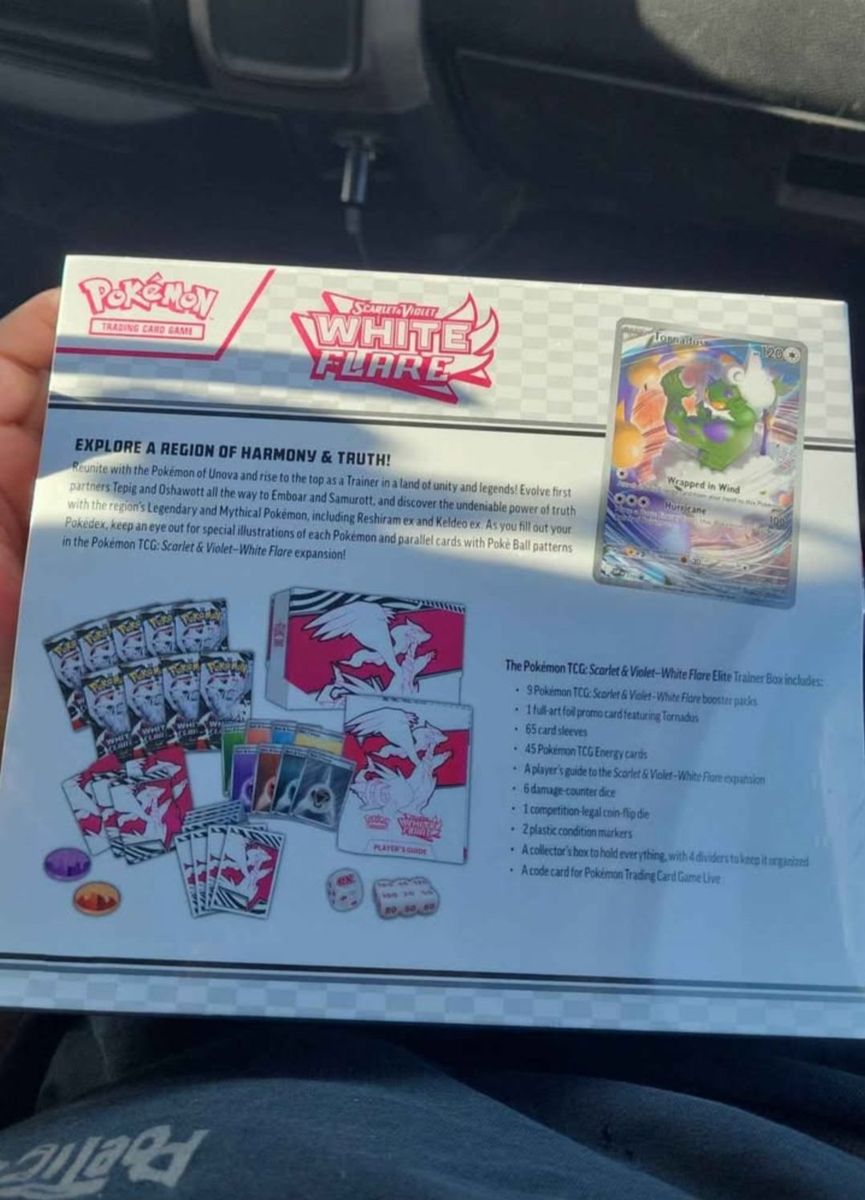 POKÉMON
TRADING CARD GAME
SCARLET & VIOLET
WHITE
FLARE
Tornadus
120
Wrapped in Wind
Hurricane
100
EXPLORE A REGION OF HARMONY & TRUTH!
Reunite with the Pokémon of Unova and rise to the top as a Trainer in a land of unity and legends! Evolve first
partners Tepig and Oshawott all the way to Emboar and Samurott, and discover the undeniable power of truth
with the region's Legendary and Mythical Pokémon, including Reshiram ex and Keldeo ex. As you fill out your
Pokédex, keep an eye out for special illustrations of each Pokémon and parallel cards with Poké Ball patterns
in the Pokémon TCG: Scarlet & Violet—White Flare expansion!
The Pokémon TCG: Scarlet & Violet—White Flare Elite Trainer Box includes:
• 9 Pokémon TCG: Scarlet & Violet—White Flare booster packs
• 1 full-art foil promo card featuring Tornadus
• 65 card sleeves
• 45 Pokémon TCG Energy cards
• A player's guide to the Scarlet & Violet—White Flare expansion
• 6 damage-counter dice
• 1 competition-legal coin-flip die
• 2 plastic condition markers
• A collector's box to hold everything, with 4 dividers to keep it organized
• A code card for Pokémon Trading Card Game Live
WHITE
FLARE
PLAYER'S GUIDE
POETIC